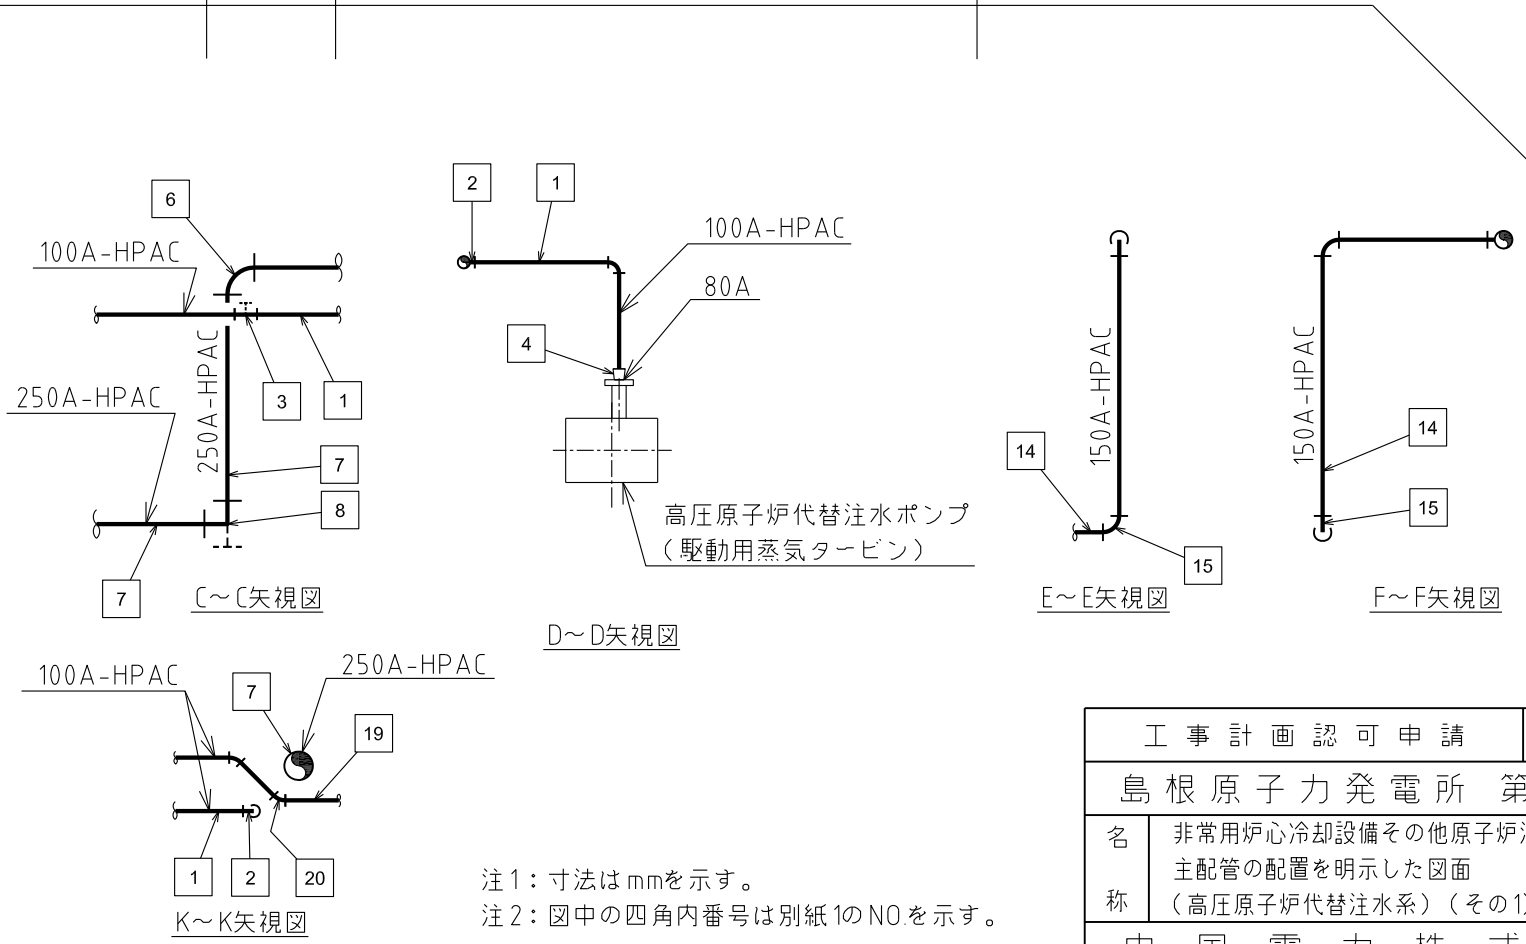 6
100A-HPAC
250A-HPAC
250A-HPAC
3
1
7
8
7
C～C矢視図
2
1
100A-HPAC
80A
4
高圧原子炉代替注水ポンプ
（駆動用蒸気タービン）
D～D矢視図
150A-HPAC
14
15
E～E矢視図
150A-HPAC
14
15
F～F矢視図
100A-HPAC
7
250A-HPAC
19
1
2
20
K～K矢視図
注1：寸法はmmを示す。
注2：図中の四角内番号は別紙1のNO.を示す。
工事計画認可申請
島根原子力発電所 第
名称
非常用炉心冷却設備その他原子炉
主配管の配置を明示した図面
（高圧原子炉代替注水系）（その1）